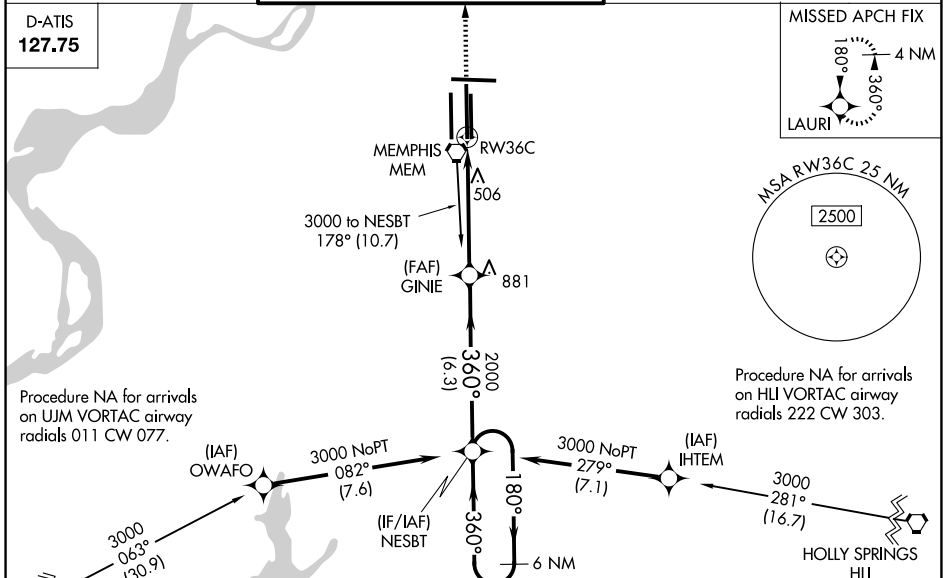 D-ATIS
127.75
MISSED APCH FIX
180°
360°
4 NM
LAURI
MEMPHIS
MEM
RW36C
506
3000 to NESBT
178° (10.7)
MSA RW36C 25 NM
2500
(FAF)
GINIE
881
2000
360°
(6.3)
Procedure NA for arrivals
on UJM VORTAC airway
radials 011 CW 077.
Procedure NA for arrivals
on HLI VORTAC airway
radials 222 CW 303.
(IAF)
OWAFO
3000 NoPT
082°
(7.6)
3000 NoPT
279°
(7.1)
(IAF)
IHTEM
3000
281°
(16.7)
(IF/IAF)
NESBT
360°
180°
6 NM
3000
063°
(30.9)
HOLLY SPRINGS
HLI